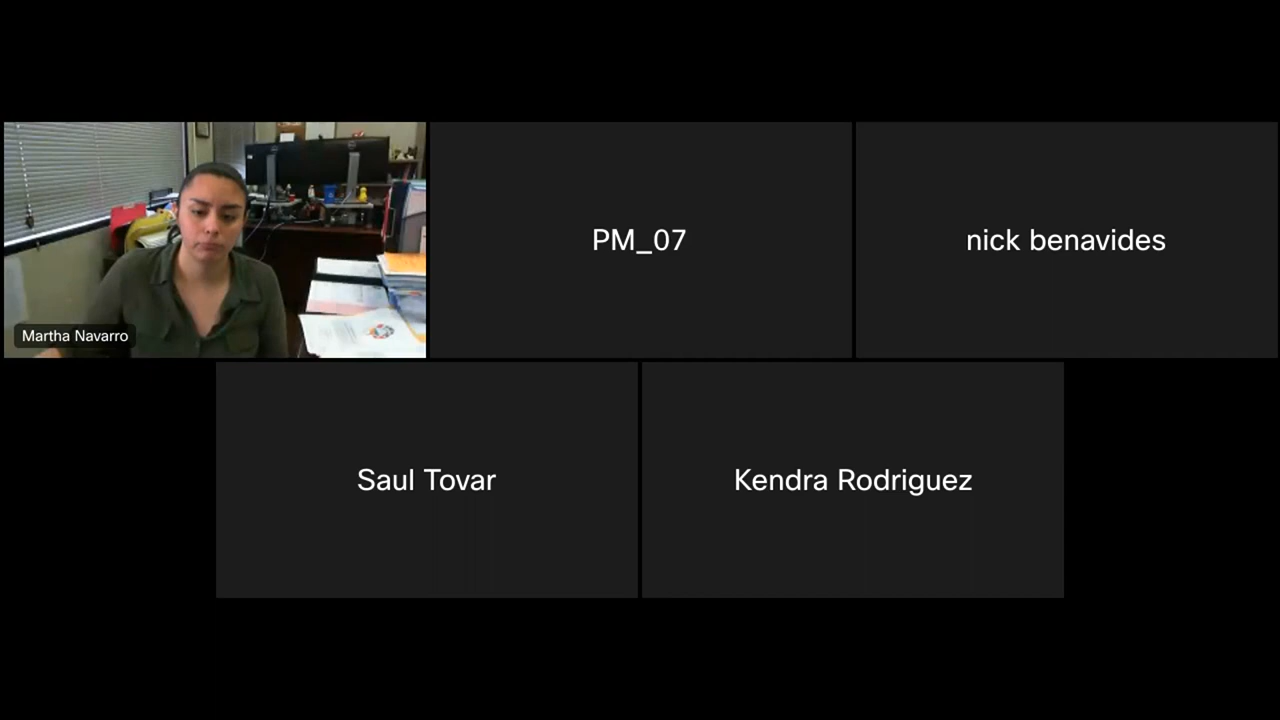 Martha Navarro
PM_07
nick benavides
Saul Tovar
Kendra Rodriguez